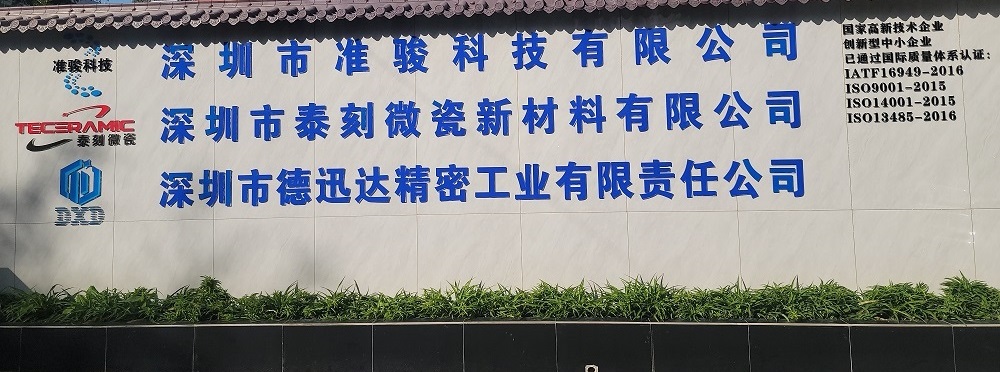 准骏科技
深圳市准骏科技有限公司
TECERAMIC
泰刻微瓷
深圳市泰刻微瓷新材料有限公司
DXD
深圳市德迅达精密工业有限责任公司
国家高新技术企业
创新型中小企业
已通过国际质量体系认证:
IATF16949-2016
ISO9001-2015
ISO14001-2015
ISO13485-2016